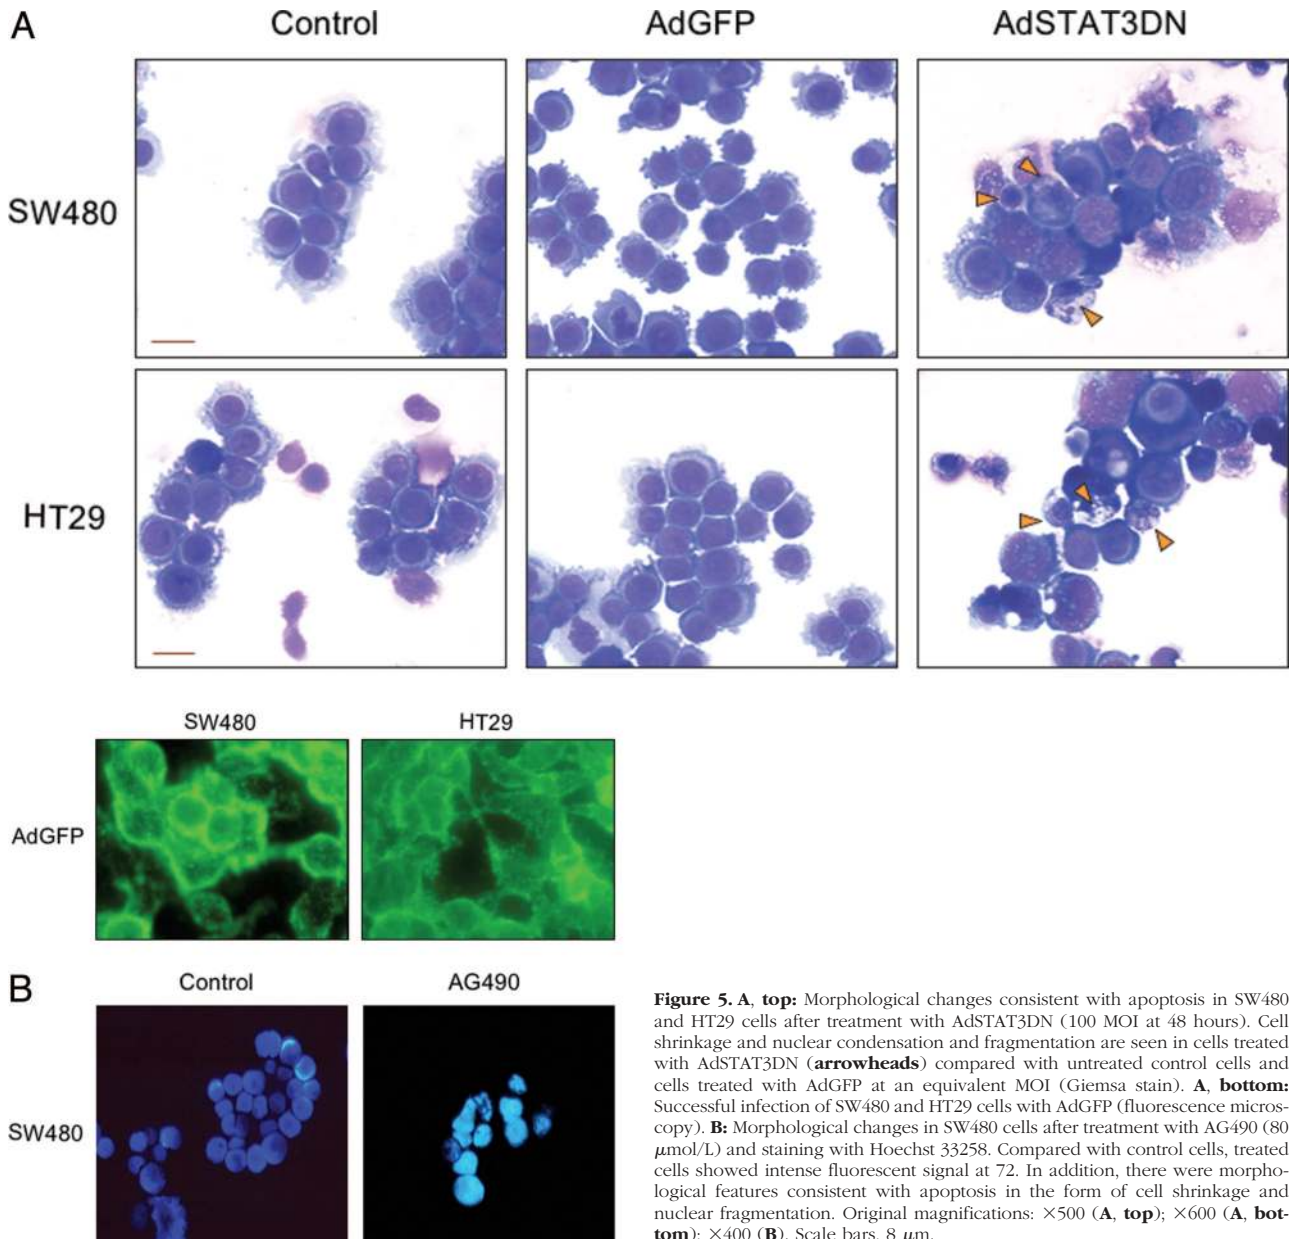 A
Control
AdGFP
AdSTAT3DN
SW480
HT29
SW480
HT29
AdGFP
B
Control
AG490
SW480
Figure 5. A, top: Morphological changes consistent with apoptosis in SW480
and HT29 cells after treatment with AdSTAT3DN (100 MOI at 48 hours). Cell
shrinkage and nuclear condensation and fragmentation are seen in cells treated
with AdSTAT3DN (arrowheads) compared with untreated control cells and
cells treated with AdGFP at an equivalent MOI (Giemsa stain). A, bottom:
Successful infection of SW480 and HT29 cells with AdGFP (fluorescence micros-
copy). B: Morphological changes in SW480 cells after treatment with AG490 (80
μmol/L) and staining with Hoechst 33258. Compared with control cells, treated
cells showed intense fluorescent signal at 72. In addition, there were morpho-
logical features consistent with apoptosis in the form of cell shrinkage and
nuclear fragmentation. Original magnifications: ×500 (A, top); ×600 (A, bot-
tom); ×400 (B). Scale bars, 8 μm.